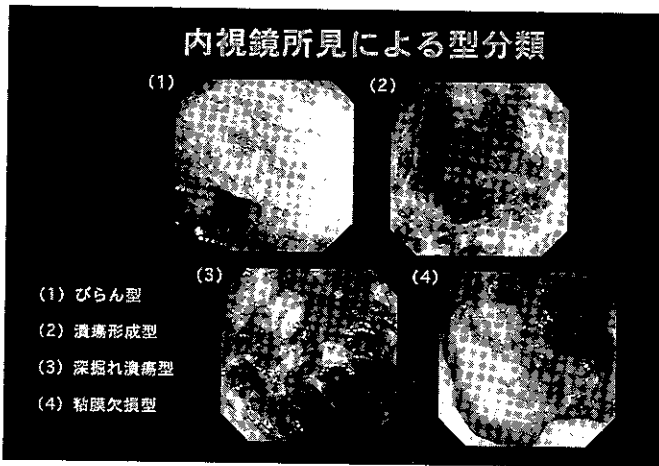 内視鏡所見による型分類
(1)
(2)
(3)
(4)
(1) びらん型
(2) 潰瘍形成型
(3) 深掘れ潰瘍型
(4) 粘膜欠損型